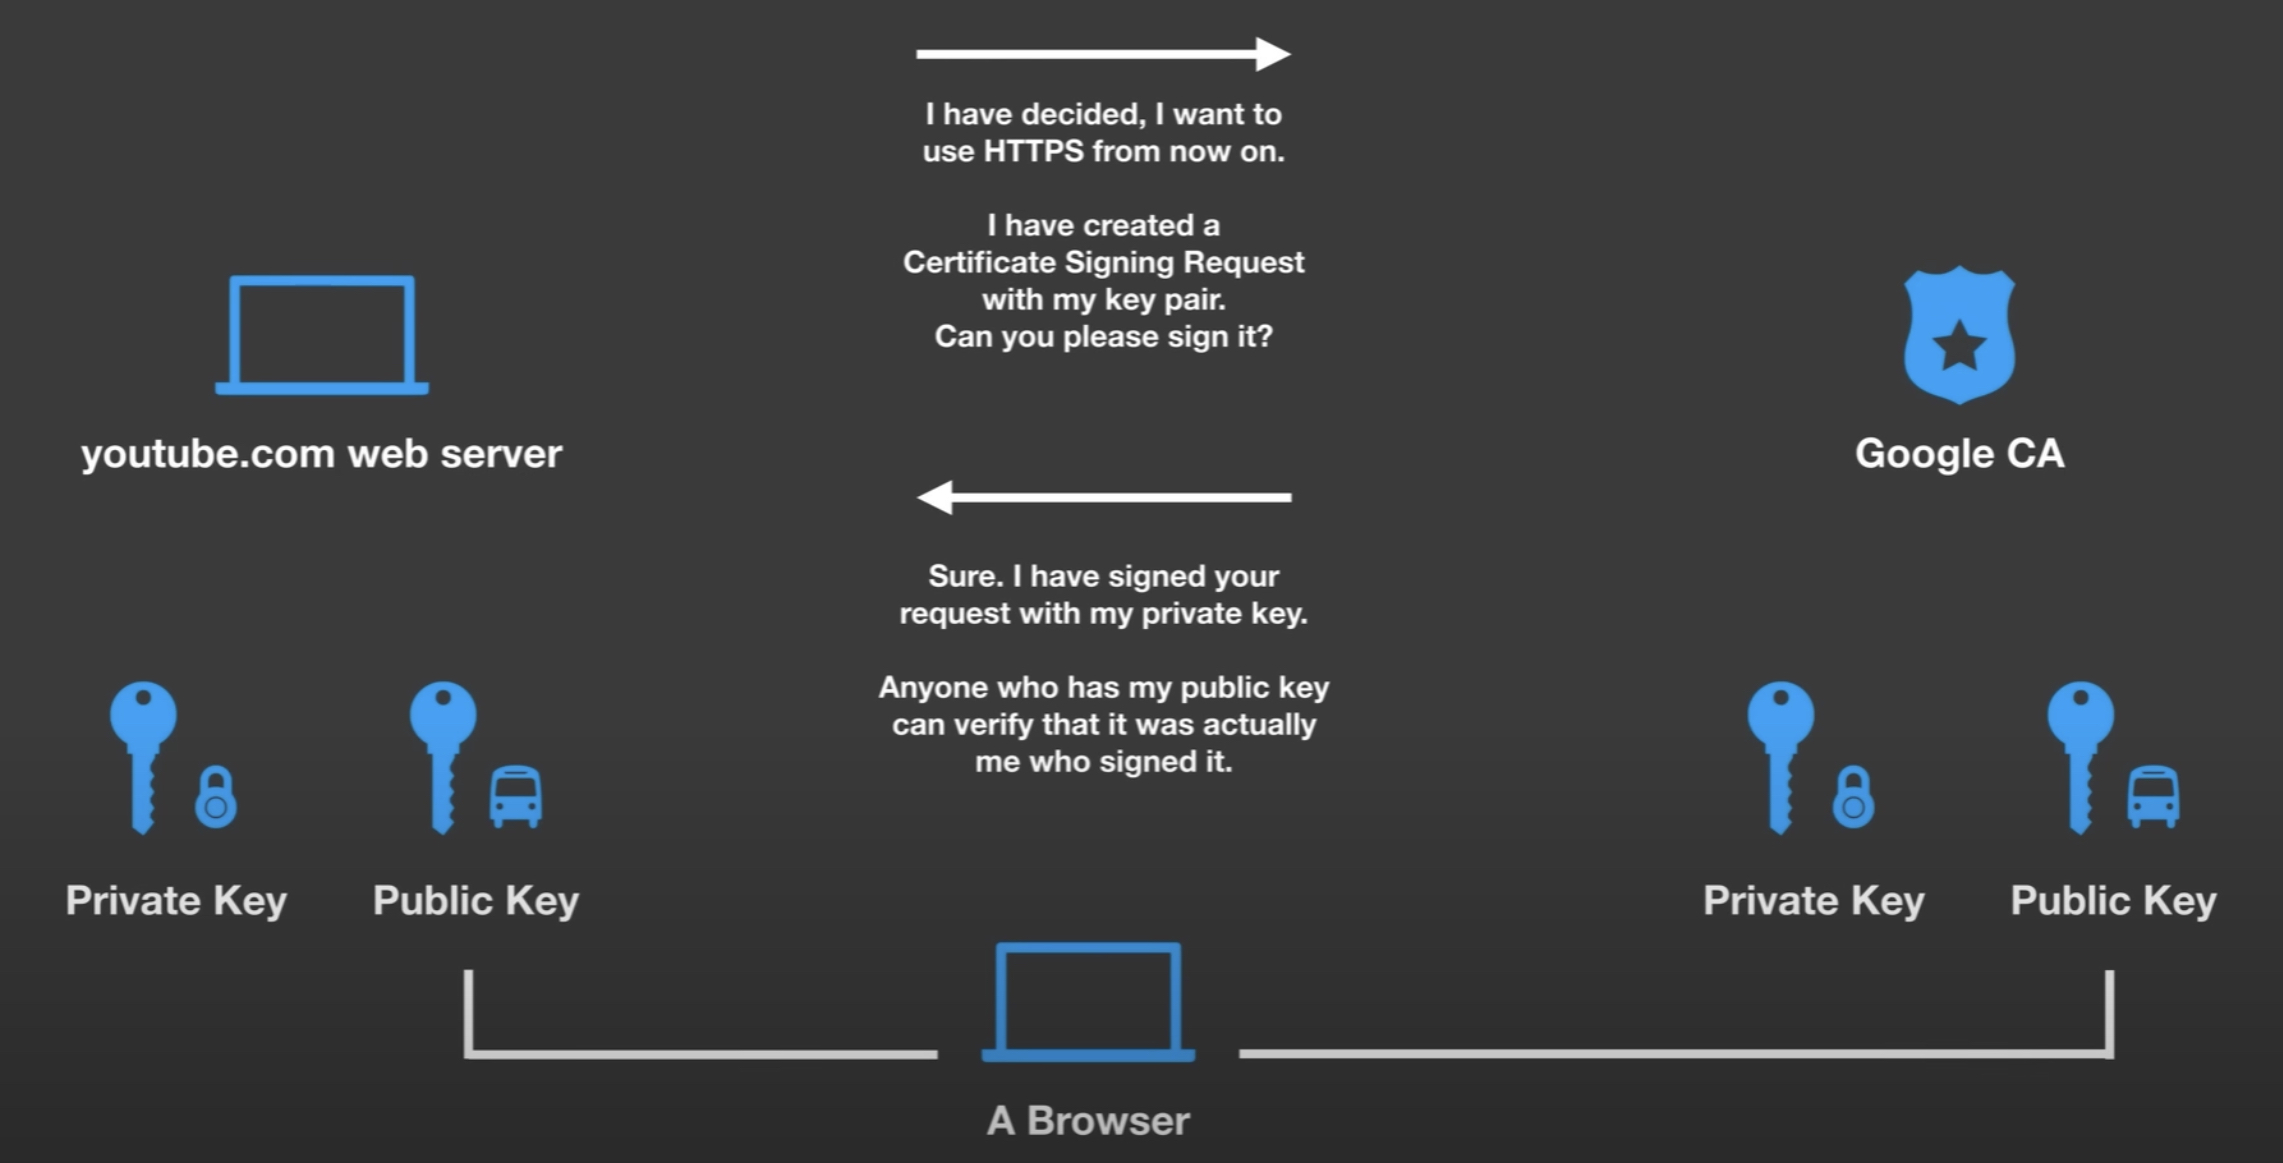 I have decided, I want to
use HTTPS from now on.
I have created a
Certificate Signing Request
with my key pair.
Can you please sign it?
youtube.com web server
Google CA
Sure. I have signed your
request with my private key.
Anyone who has my public key
can verify that it was actually
me who signed it.
Private Key
Public Key
Private Key
Public Key
A Browser